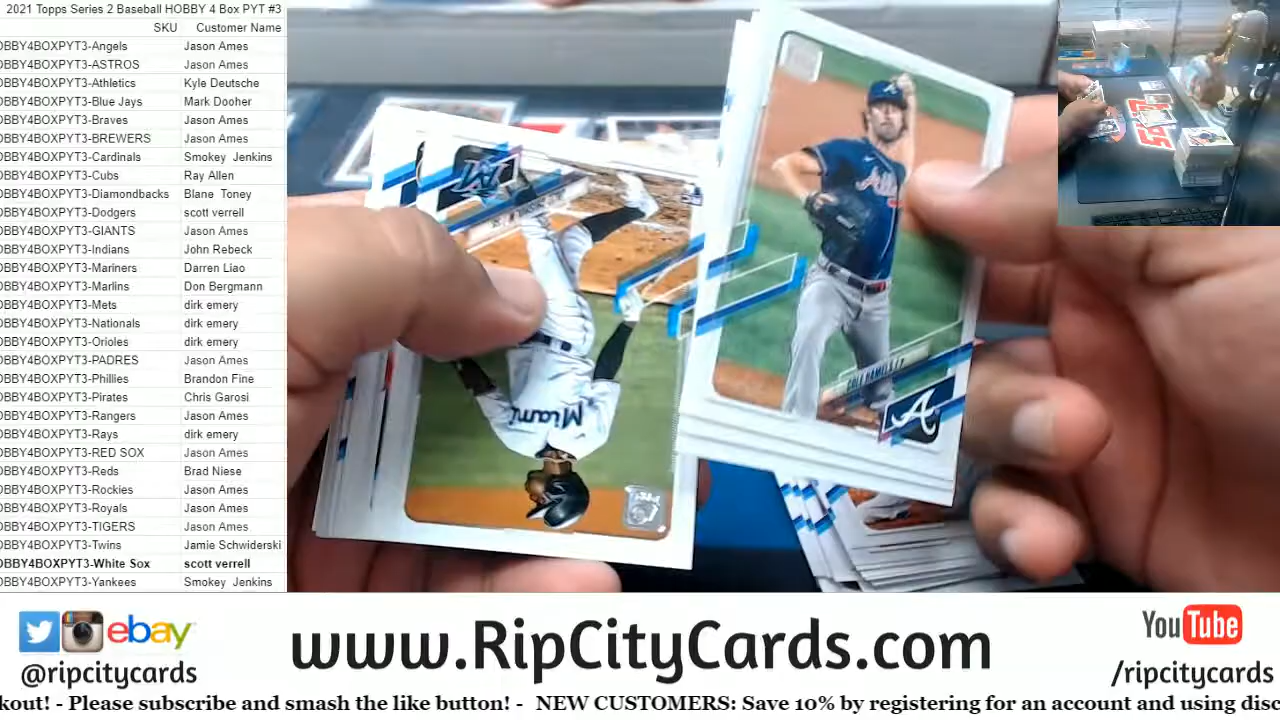 2021 Topps Series 2 Baseball HOBBY 4 Box PYT #3
SKU Customer Name
OBBY4BOXPYT3-Angels Jason Ames
OBBY4BOXPYT3-ASTROS Jason Ames
OBBY4BOXPYT3-Athletics Kyle Deutsche
OBBY4BOXPYT3-Blue Jays Mark Dooher
OBBY4BOXPYT3-Braves Jason Ames
OBBY4BOXPYT3-BREWERS Jason Ames
OBBY4BOXPYT3-Cardinals Smokey Jenkins
OBBY4BOXPYT3-Cubs Ray Allen
OBBY4BOXPYT3-Diamondbacks Blane Toney
OBBY4BOXPYT3-Dodgers scott verrell
OBBY4BOXPYT3-GIANTS Jason Ames
OBBY4BOXPYT3-Indians John Rebeck
OBBY4BOXPYT3-Mariners Darren Liao
OBBY4BOXPYT3-Marlins Don Bergmann
OBBY4BOXPYT3-Mets dirk emery
OBBY4BOXPYT3-Nationals dirk emery
OBBY4BOXPYT3-Orioles dirk emery
OBBY4BOXPYT3-PADRES Jason Ames
OBBY4BOXPYT3-Phillies Brandon Fine
OBBY4BOXPYT3-Pirates Chris Garosi
OBBY4BOXPYT3-Rangers Jason Ames
OBBY4BOXPYT3-Rays dirk emery
OBBY4BOXPYT3-RED SOX Jason Ames
OBBY4BOXPYT3-Reds Brad Niese
OBBY4BOXPYT3-Rockies Jason Ames
OBBY4BOXPYT3-Royals Jason Ames
OBBY4BOXPYT3-TIGERS Jason Ames
OBBY4BOXPYT3-Twins Jamie Schwiderski
OBBY4BOXPYT3-White Sox scott verrell
OBBY4BOXPYT3-Yankees Smokey Jenkins
Miami
A
ebay
@ripcitycards
www.RipCityCards.com
YouTube
/ripcitycards
kout! - Please subscribe and smash the like button! - NEW CUSTOMERS: Save 10% by registering for an account and using disc